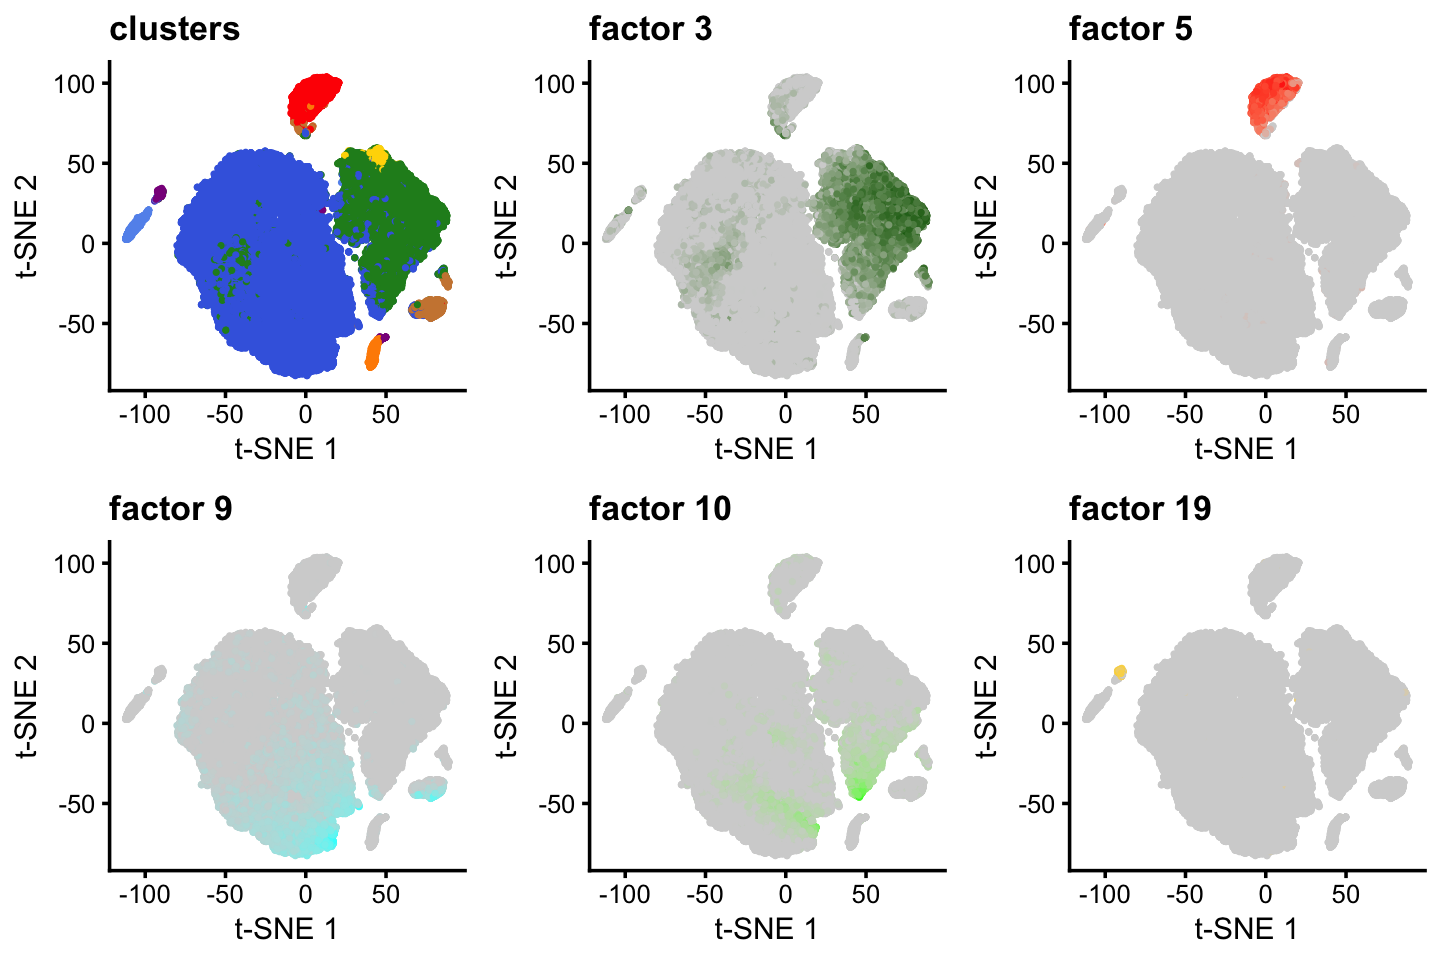 clusters
factor 3
factor 5
100
50
0
-50
t-SNE 2
-100 -50 0 50
t-SNE 1
100
50
0
-50
t-SNE 2
-100 -50 0 50
t-SNE 1
100
50
0
-50
t-SNE 2
-100 -50 0 50
t-SNE 1
factor 9
factor 10
factor 19
100
50
0
-50
t-SNE 2
-100 -50 0 50
t-SNE 1
100
50
0
-50
t-SNE 2
-100 -50 0 50
t-SNE 1
100
50
0
-50
t-SNE 2
-100 -50 0 50
t-SNE 1